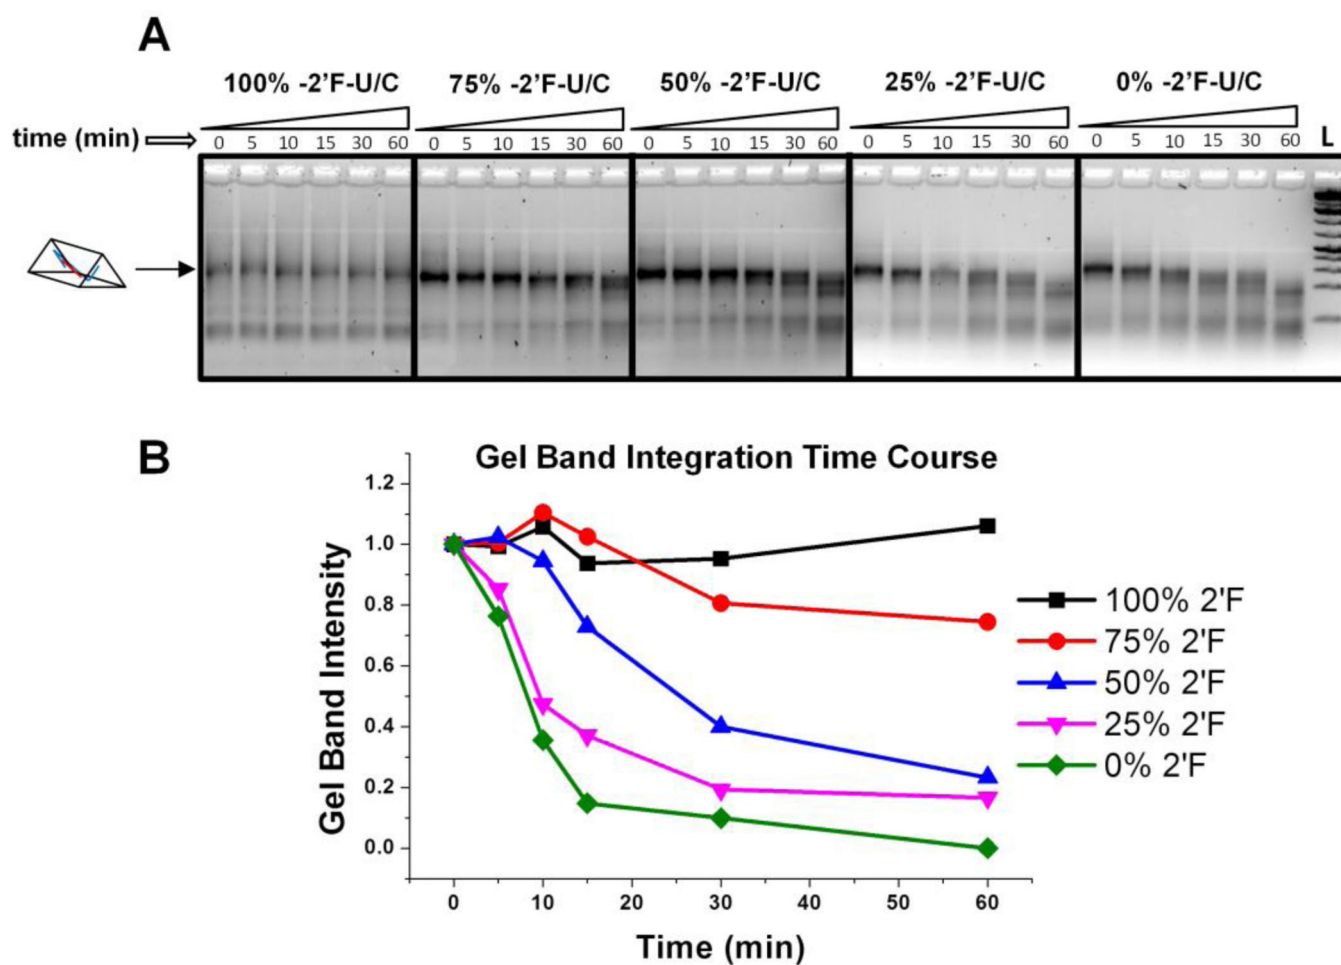 A
100% -2'F-U/C 75% -2'F-U/C 50% -2'F-U/C 25% -2'F-U/C 0% -2'F-U/C
time (min) 0 5 10 15 30 60 0 5 10 15 30 60 0 5 10 15 30 60 0 5 10 15 30 60 0 5 10 15 30 60 L
B
Gel Band Integration Time Course
Gel Band Intensity
1.2
1.0
0.8
0.6
0.4
0.2
0.0
0 10 20 30 40 50 60
Time (min)
100% 2'F
75% 2'F
50% 2'F
25% 2'F
0% 2'F